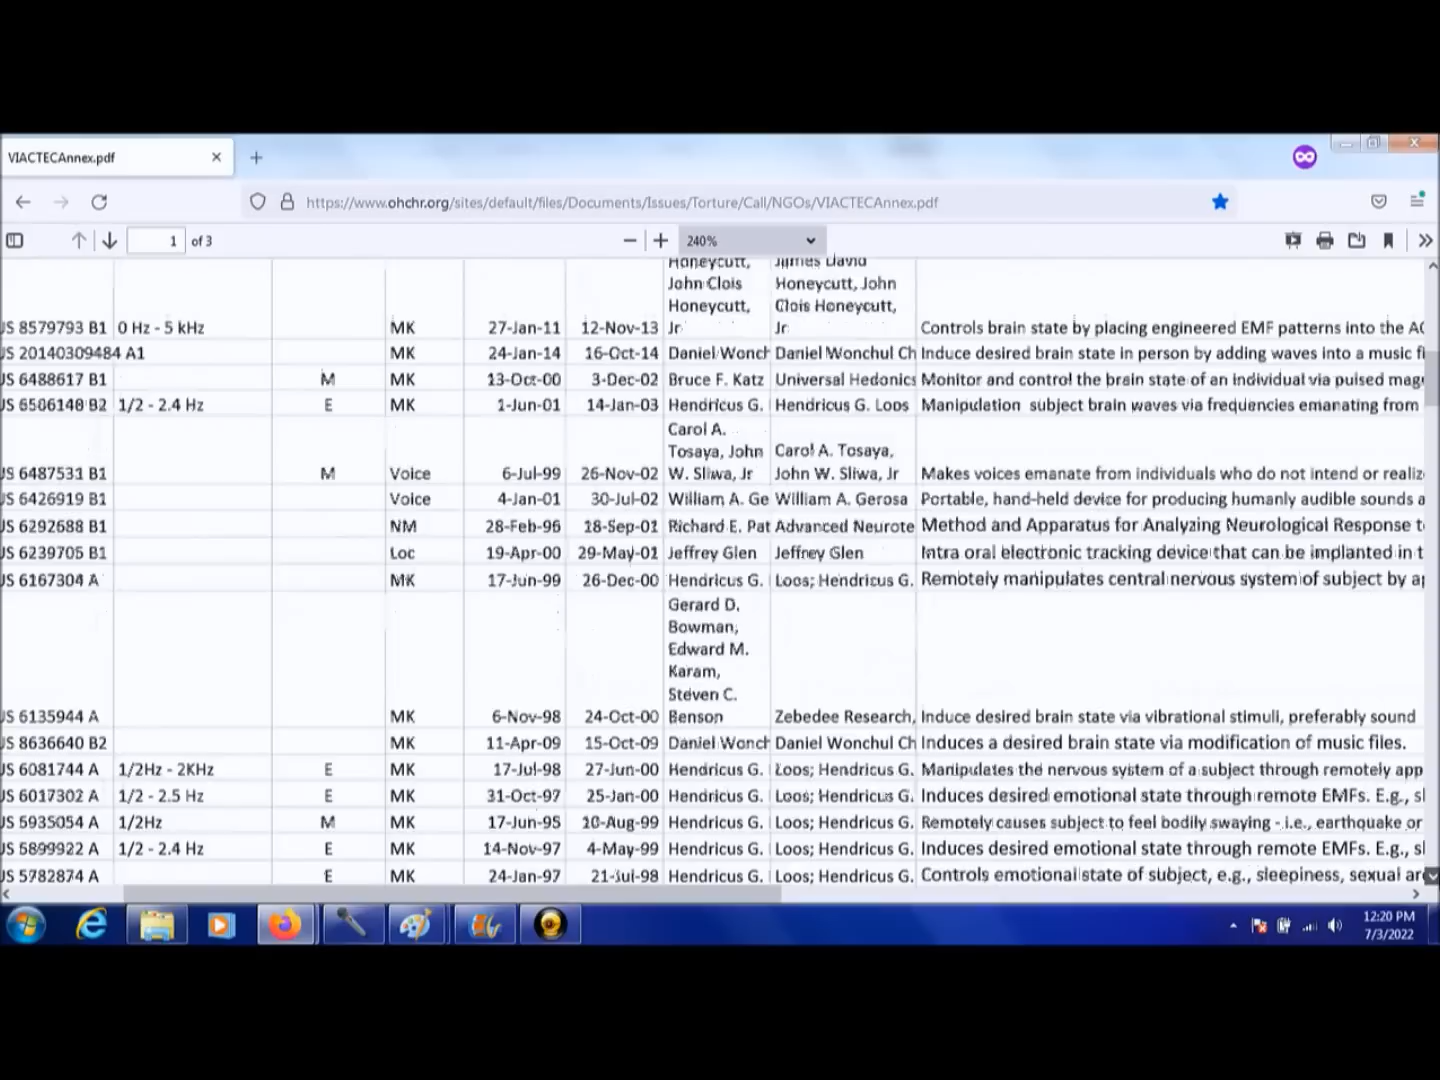 VIACTECAnnex.pdf
https://www.ohchr.org/sites/default/files/Documents/Issues/Torture/Call/NGOs/VIACTECAnnex.pdf
1 of 3
240%
Honeycutt, James David
John Clois Honeycutt, John
Honeycutt, Clois Honeycutt,
US 8579793 B1 0 Hz - 5 kHz MK 27-Jan-11 12-Nov-13 Jr Jr Controls brain state by placing engineered EMF patterns into the
US 20140309484 A1 MK 24-Jan-14 16-Oct-14 Daniel Wonch Daniel Wonchul Ch Induce desired brain state in person by adding waves into a music fi
US 6488617 B1 M MK 13-Oct-00 3-Dec-02 Bruce F. Katz Universal Hedonics Monitor and control the brain state of an individual via pulsed mag
US 6506148 B2 1/2 - 2.4 Hz E MK 1-Jun-01 14-Jan-03 Hendricus G. Hendricus G. Loos Manipulation subject brain waves via frequencies emanating from
Carol A.
Tosaya, John Carol A. Tosaya,
US 6487531 B1 M Voice 6-Jul-99 26-Nov-02 W. Sliwa, Jr John W. Sliwa, Jr Makes voices emanate from individuals who do not intend or realiz
US 6426919 B1 Voice 4-Jan-01 30-Jul-02 William A. Ge William A. Gerosa Portable, hand-held device for producing humanly audible sounds a
US 6292688 B1 NM 28-Feb-96 18-Sep-01 Richard E. Pat Advanced Neurote Method and Apparatus for Analyzing Neurological Response t
US 6239705 B1 Loc 19-Apr-00 29-May-01 Jeffrey Glen Jeffney Glen Intra oral electronic tracking device that can be implanted in t
US 6167304 A MK 17-Jun-99 26-Dec-00 Hendricus G. Loos; Hendricus G. Remotely manipulates central nervous system of subject by a
Gerard D.
Bowman,
Edward M.
Karam,
Steven C.
US 6135944 A MK 6-Nov-98 24-Oct-00 Benson Zebedee Research, Induce desired brain state via vibrational stimuli, preferably sound
US 8636640 B2 MK 11-Apr-09 15-Oct-09 Daniel Wonch Daniel Wonchul Ch Induces a desired brain state via modification of music files.
US 6081744 A 1/2Hz - 2KHz E MK 17-Jul-98 27-Jun-00 Hendricus G. Loos; Hendricus G. Manipulates the nervous system of a subject through remotely app
US 6017302 A 1/2 - 2.5 Hz E MK 31-Oct-97 25-Jan-00 Hendricus G. Loos; Hendricus G. Induces desired emotional state through remote EMFs. E.g., sl
US 5935054 A 1/2Hz M MK 17-Jun-95 10-Aug-99 Hendricus G. Loos; Hendricus G. Remotely causes subject to feel bodily swaying - i.e., earthquake or
US 5899922 A 1/2 - 2.4 Hz E MK 14-Nov-97 4-May-99 Hendricus G. Loos; Hendricus G. Induces desired emotional state through remote EMFs. E.g., sl
US 5782874 A E MK 24-Jan-97 21-Jul-98 Hendricus G. Loos; Hendricus G. Controls emotional state of subject, e.g., sleepiness, sexual ar
12:20 PM
7/3/2022